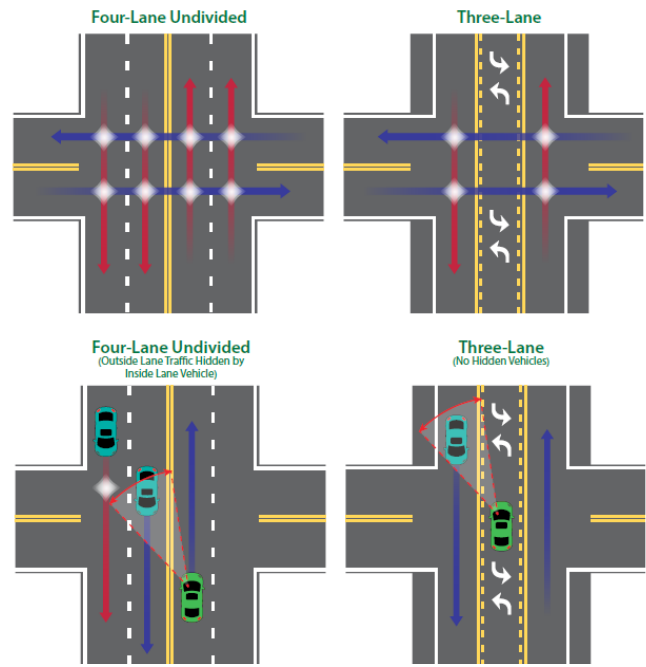 Four-Lane Undivided
Three-Lane
Four-Lane Undivided
(Outside Lane Traffic Hidden by
Inside Lane Vehicle)
Three-Lane
(No Hidden Vehicles)